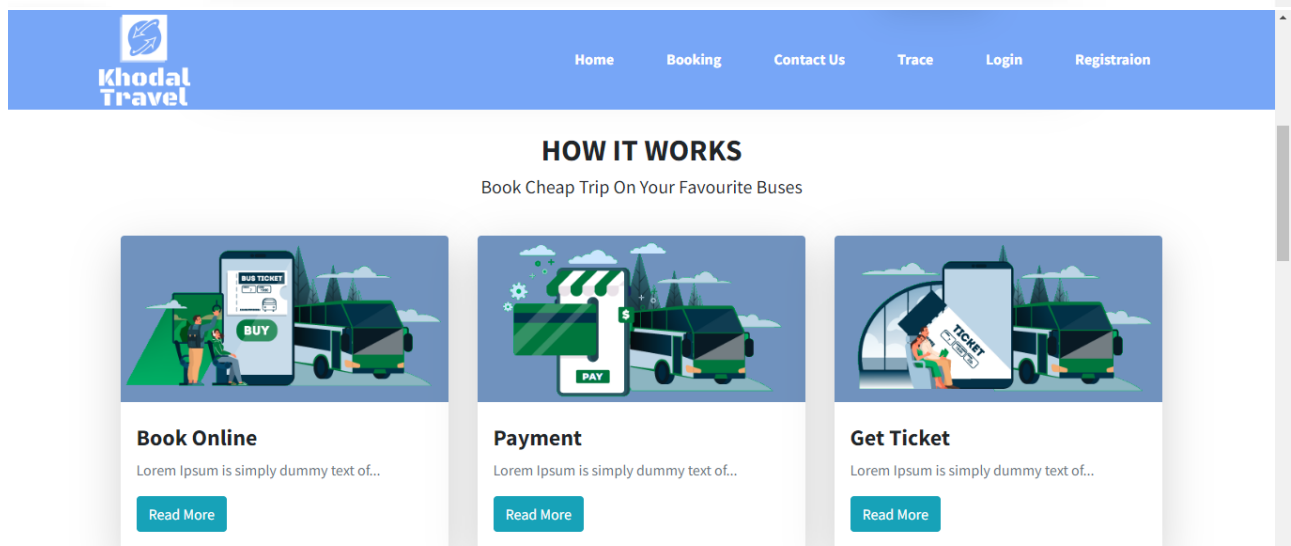 Khodal
Travel
Home Booking Contact Us Trace Login Registraion
HOW IT WORKS
Book Cheap Trip On Your Favourite Buses
BUS TICKET
BUY
$
PAY
TICKET
Book Online Payment Get Ticket
Lorem Ipsum is simply dummy text of... Lorem Ipsum is simply dummy text of... Lorem Ipsum is simply dummy text of...
Read More Read More Read More